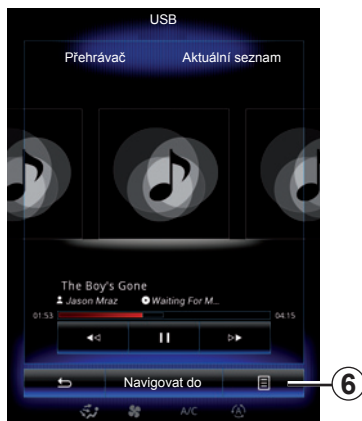 USB
Přehrávač Aktuální seznam
The Boy's Gone
Jason Mraz Waiting For M...
01:53 04.15
Navigovat do
6
A/C